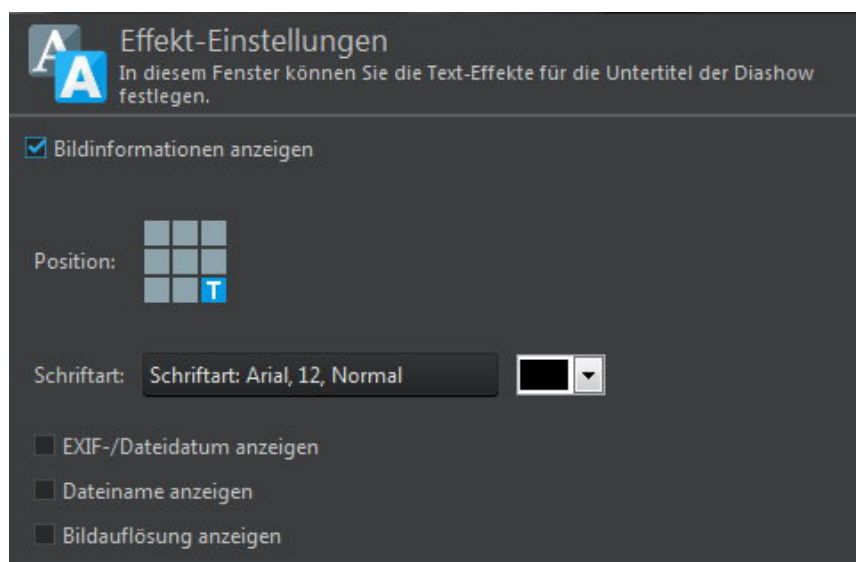 Effekt-Einstellungen
In diesem Fenster können Sie die Text-Effekte für die Untertitel der Diashow
festlegen.
Bildinformationen anzeigen
Position:
T
Schriftart: Schriftart: Arial, 12, Normal
EXIF-/Dateidatum anzeigen
Dateiname anzeigen
Bildauflösung anzeigen